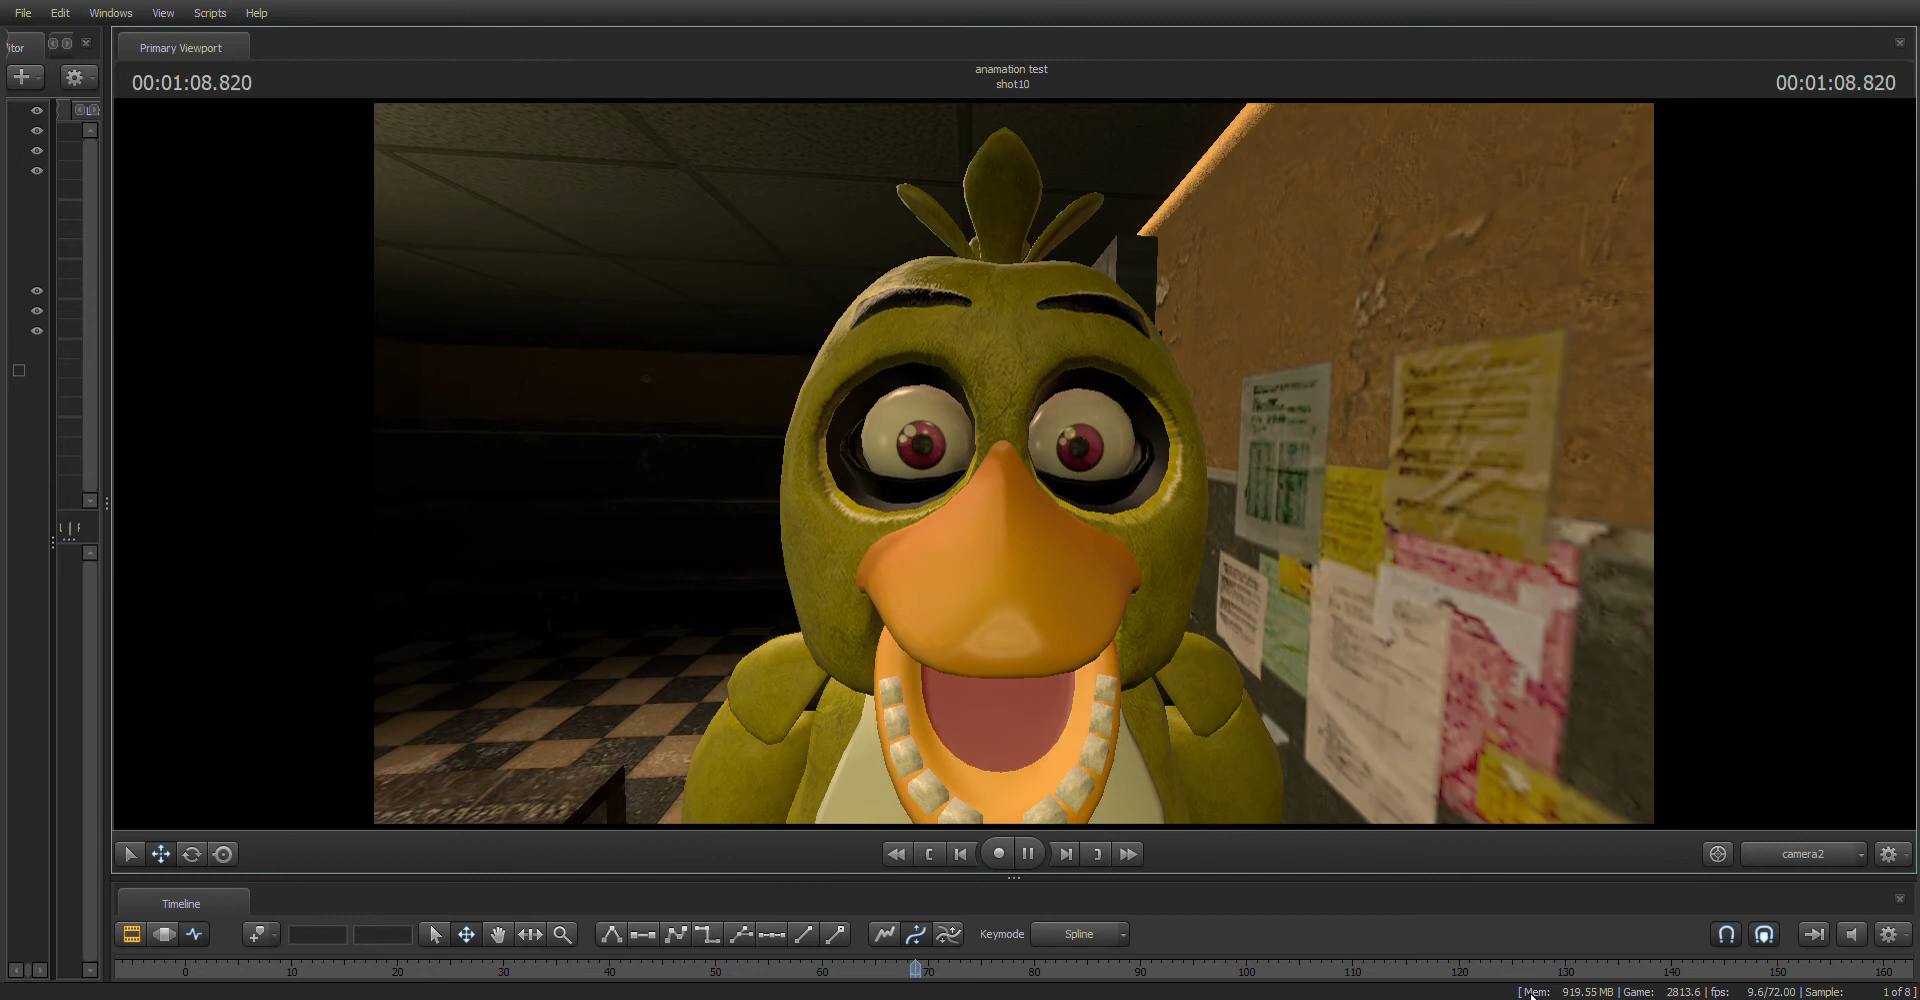 File Edit Windows View Scripts Help
itor
Primary Viewport
00:01:08.820
anamation test
shot10
00:01:08.820
camera2
Timeline
Keymode Spline
0 10 20 30 40 50 60 70 80 90 100 110 120 130 140 150 160
[ Mem: 919.55 MB | Game: 2813.6 | fps: 9.6/72.00 | Sample: 1 of 8 ]